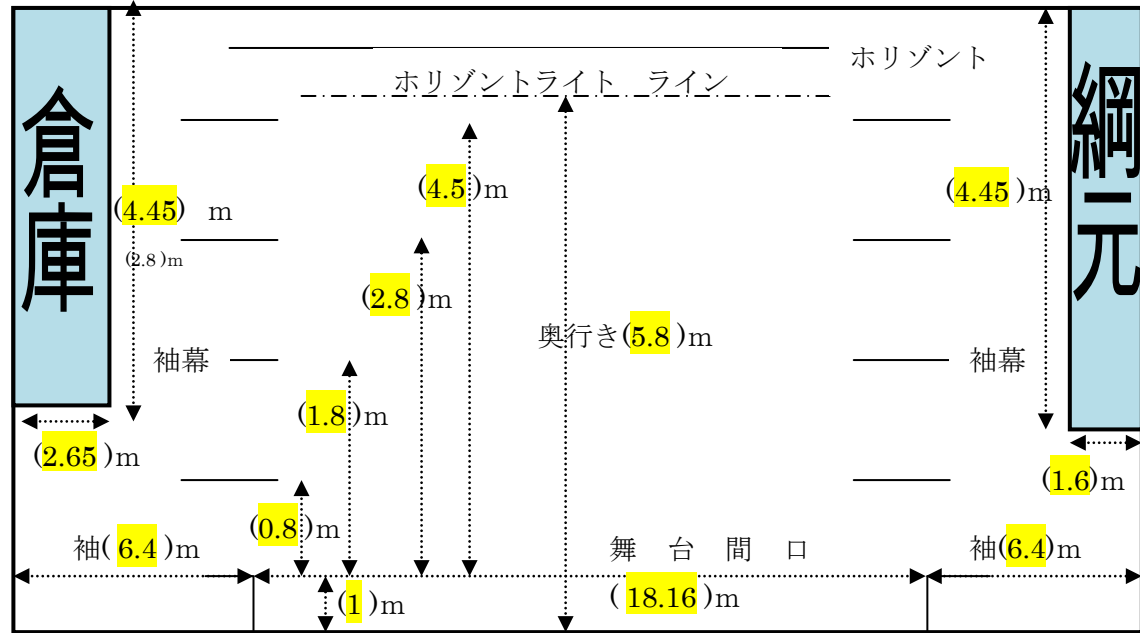 ホリゾント
ホリゾントライト ライン
倉庫
綱元
(4.5)m
(4.45) m
(4.45)m
(2.8)m
(2.8)m
奥行き(5.8)m
袖幕
袖幕
(1.8)m
(2.65)m
(1.6)m
(0.8)m
袖(6.4)m
舞台間口
袖(6.4)m
(1)m
(18.16)m